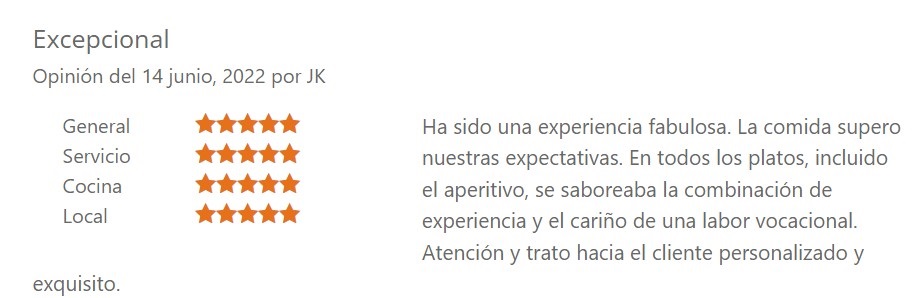 Excepcional
Opinión del 14 junio, 2022 por JK
General
Servicio
Cocina
Local
Ha sido una experiencia fabulosa. La comida supero
nuestras expectativas. En todos los platos, incluido
el aperitivo, se saboreaba la combinación de
experiencia y el cariño de una labor vocacional.
Atención y trato hacia el cliente personalizado y
exquisito.